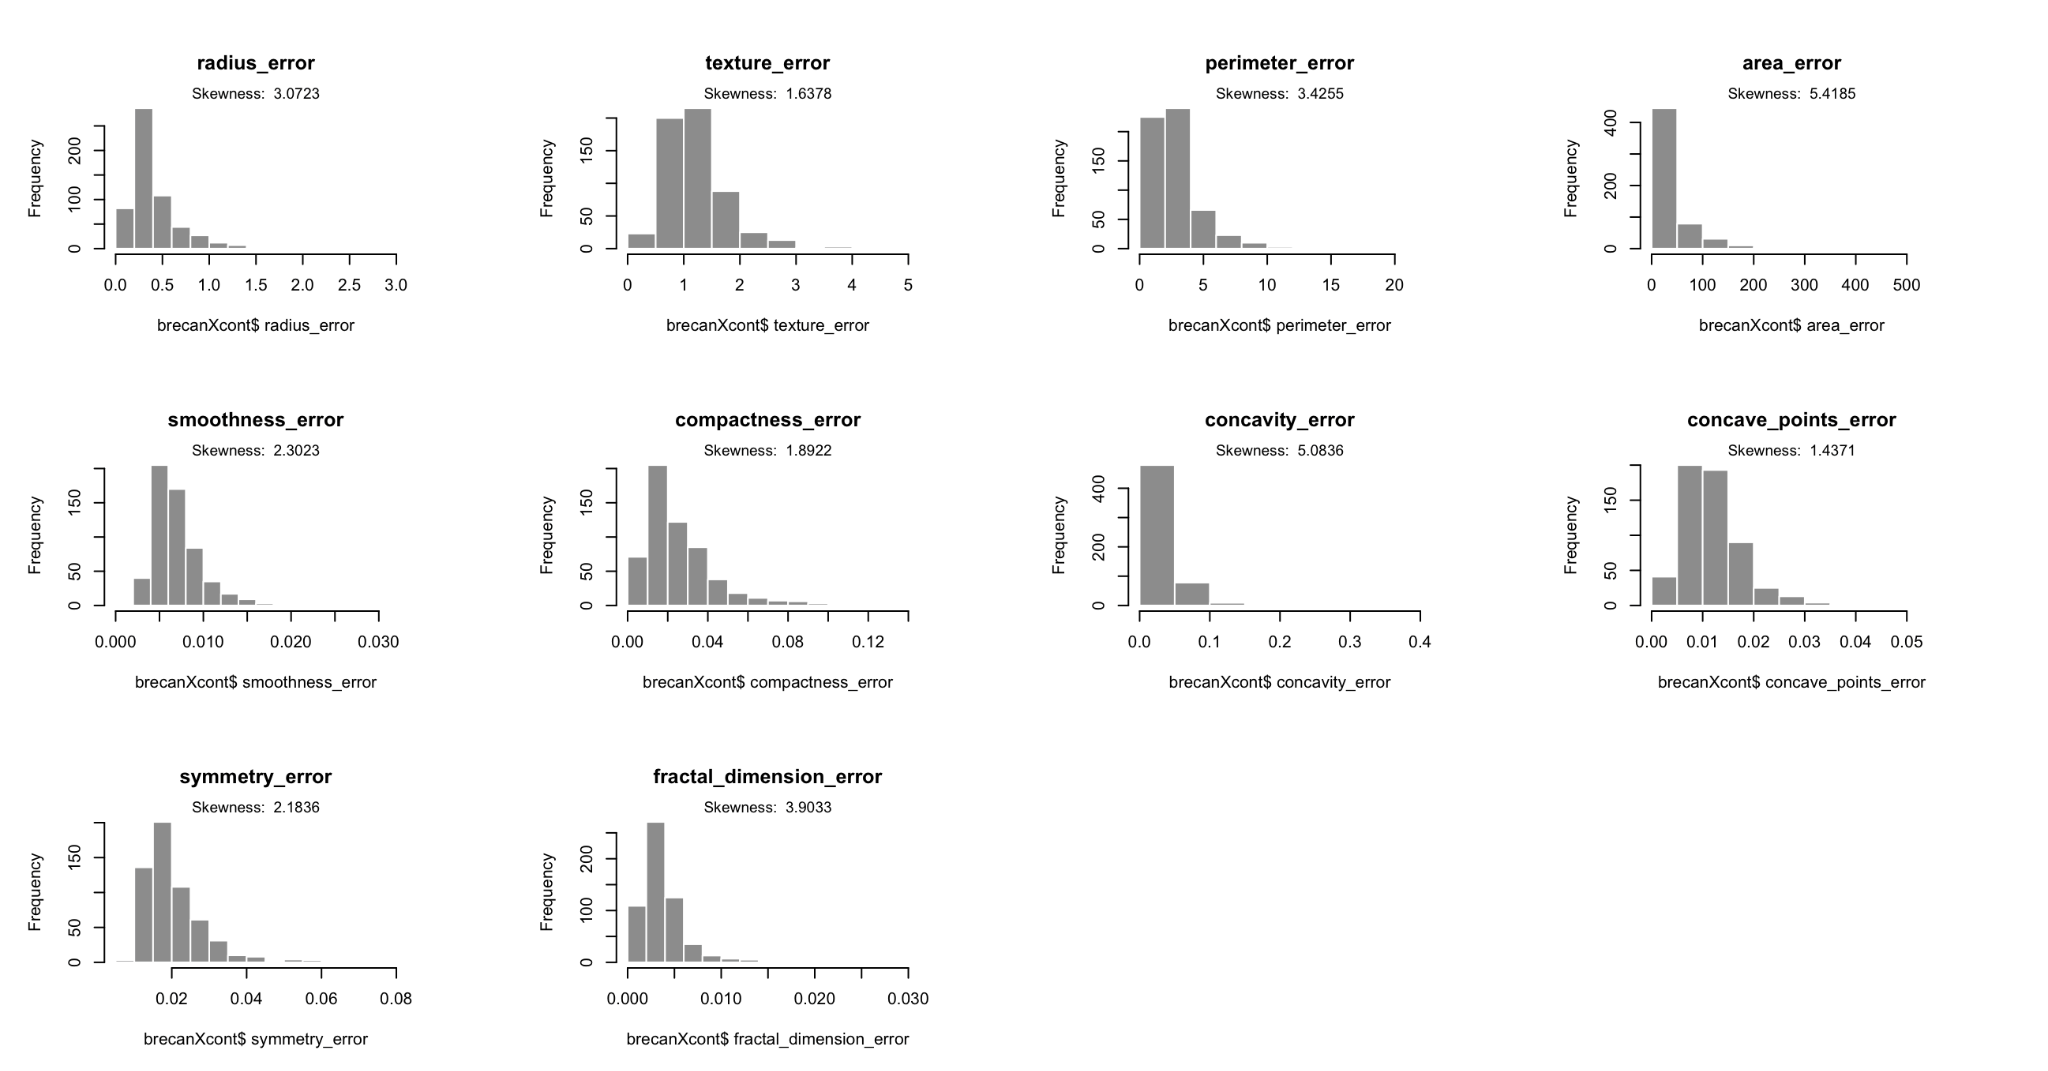 radius_error
Skewness: 3.0723
Frequency
0 100 200
0.0 0.5 1.0 1.5 2.0 2.5 3.0
brecanXcont$ radius_error
texture_error
Skewness: 1.6378
Frequency
0 50 150
0 1 2 3 4 5
brecanXcont$ texture_error
perimeter_error
Skewness: 3.4255
Frequency
0 50 150
0 5 10 15 20
brecanXcont$ perimeter_error
area_error
Skewness: 5.4185
Frequency
0 200 400
0 100 200 300 400 500
brecanXcont$ area_error
smoothness_error
Skewness: 2.3023
Frequency
0 50 150
0.000 0.010 0.020 0.030
brecanXcont$ smoothness_error
compactness_error
Skewness: 1.8922
Frequency
0 50 150
0.00 0.04 0.08 0.12
brecanXcont$ compactness_error
concavity_error
Skewness: 5.0836
Frequency
0 200 400
0.0 0.1 0.2 0.3 0.4
brecanXcont$ concavity_error
concave_points_error
Skewness: 1.4371
Frequency
0 50 150
0.00 0.01 0.02 0.03 0.04 0.05
brecanXcont$ concave_points_error
symmetry_error
Skewness: 2.1836
Frequency
0 50 150
0.02 0.04 0.06 0.08
brecanXcont$ symmetry_error
fractal_dimension_error
Skewness: 3.9033
Frequency
0 100 200
0.000 0.010 0.020 0.030
brecanXcont$ fractal_dimension_error